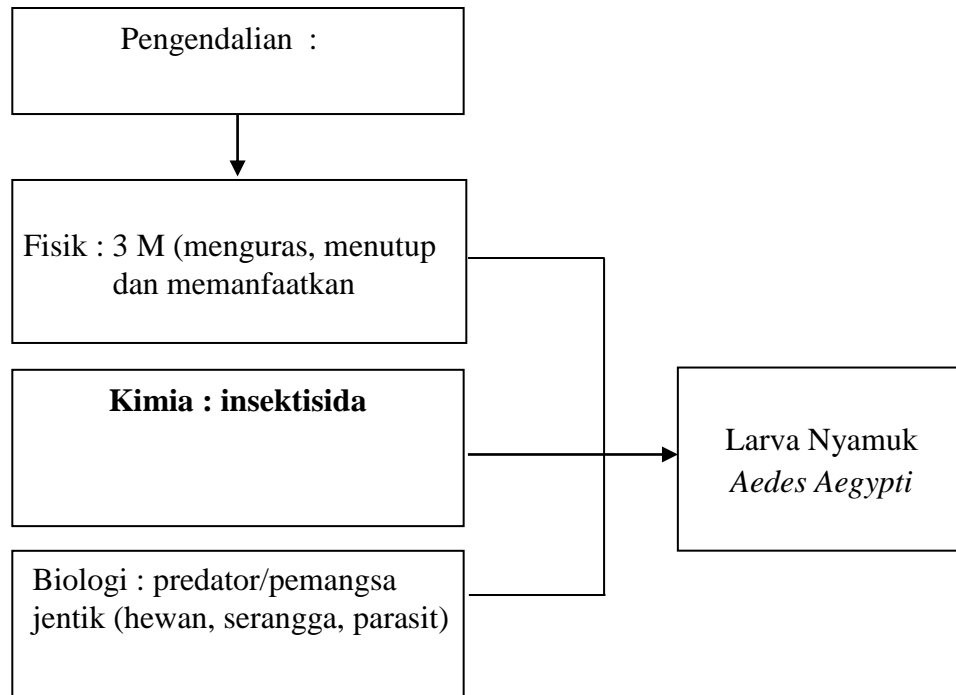 Pengendalian :
Fisik : 3 M (menguras, menutup
dan memanfaatkan
Kimia : insektisida
Larva Nyamuk
Aedes Aegypti
Biologi : predator/pemangsa
jentik (hewan, serangga, parasit)